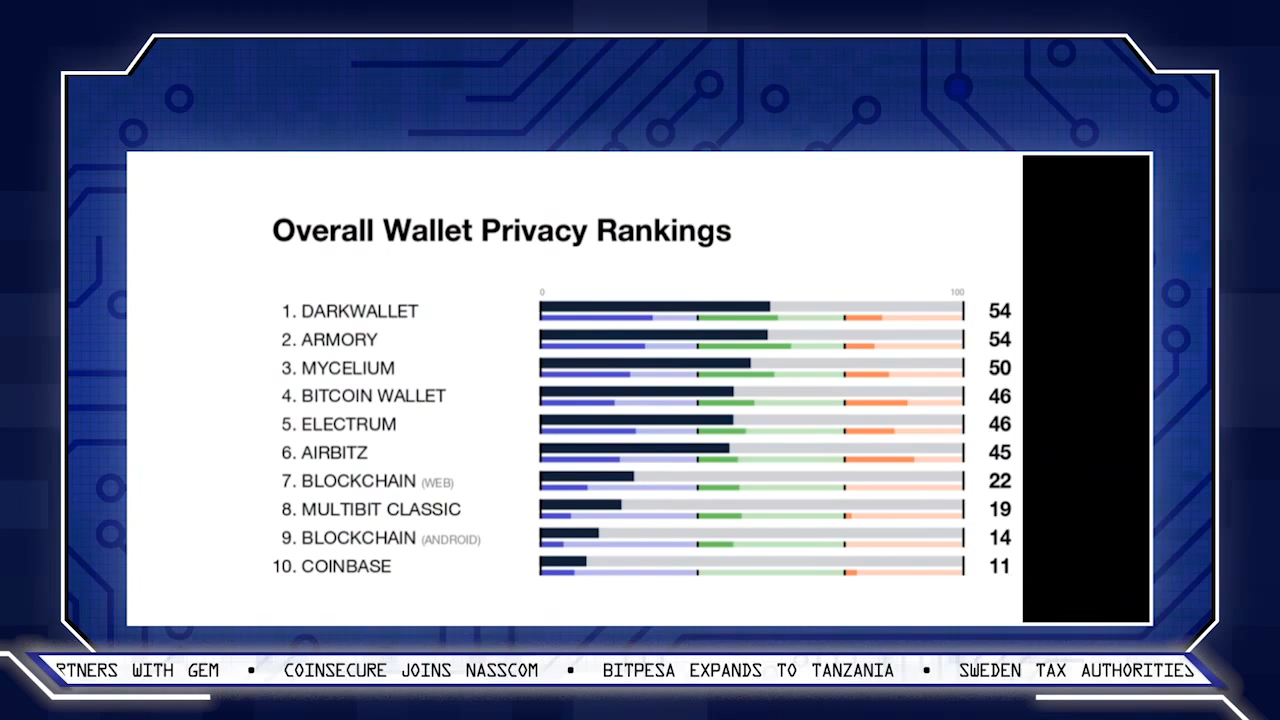 Overall Wallet Privacy Rankings
0 100
1. DARKWALLET 54
2. ARMORY 54
3. MYCELIUM 50
4. BITCOIN WALLET 46
5. ELECTRUM 46
6. AIRBITZ 45
7. BLOCKCHAIN (WEB) 22
8. MULTIBIT CLASSIC 19
9. BLOCKCHAIN (ANDROID) 14
10. COINBASE 11
RTNERS WITH GEM • COINSECURE JOINS NASSCOM • BITPESA EXPANDS TO TANZANIA • SWEDEN TAX AUTHORITIES